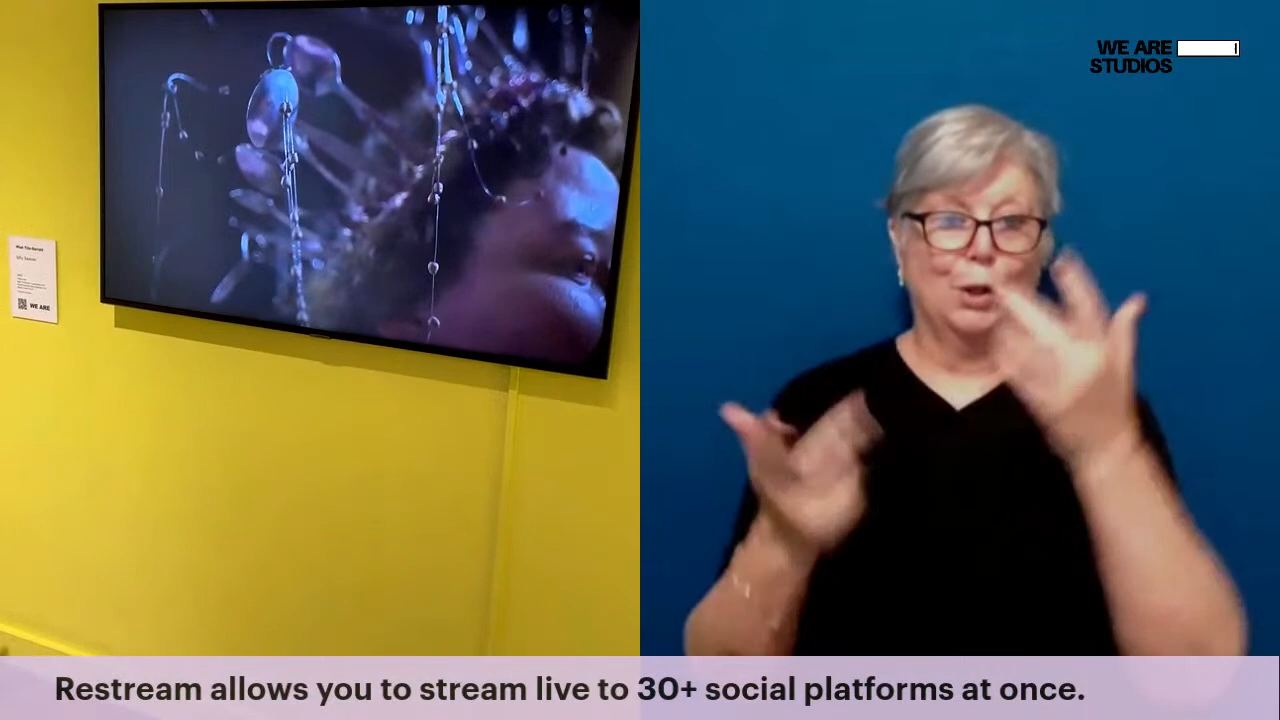 WE ARE
STUDIOS
WE ARE
Restream allows you to stream live to 30+ social platforms at once.